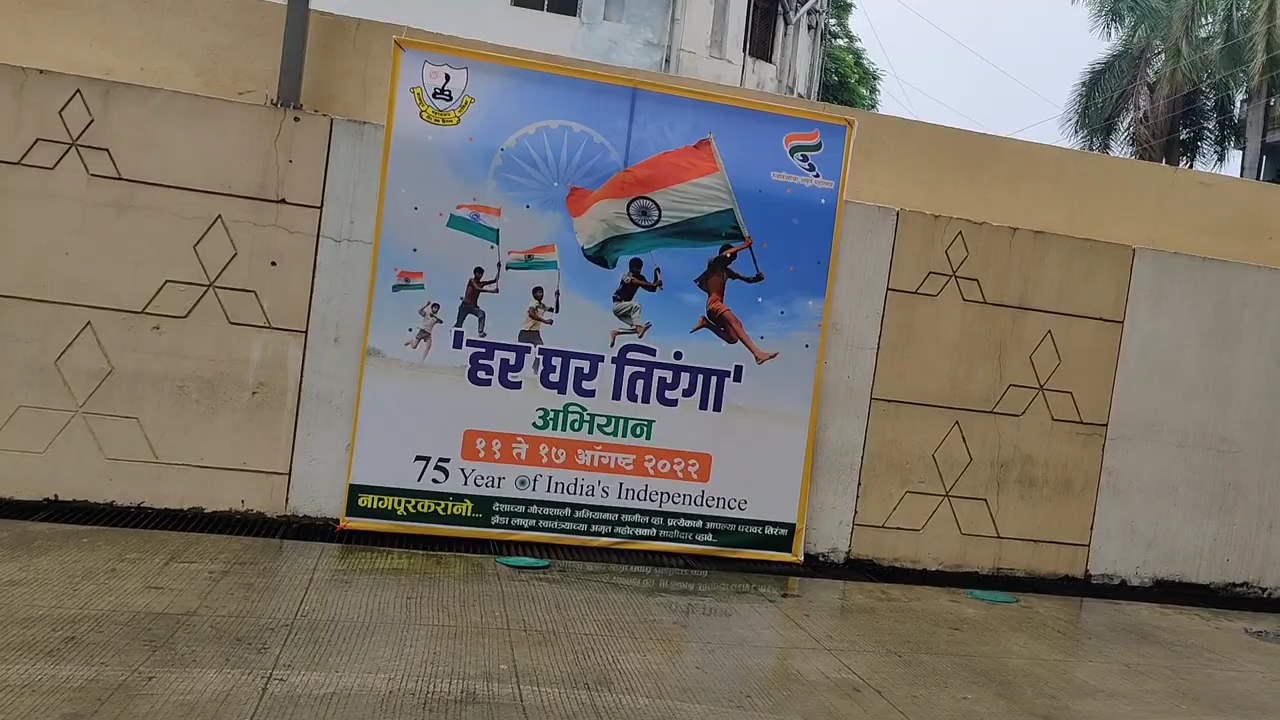 'हर घर तिरंगा'
अभियान
११ ते १७ ऑगष्ट २०२२
75 Year Of India's Independence
नागपूरकरांनो... देशाच्या गौरवशाली अभियानात सामील व्हा. प्रत्येकाने आपल्या घरावर तिरंगा
झेंडा लावून स्वातंत्र्याच्या अमृत महोत्सवाचे साक्षीदार व्हावे..